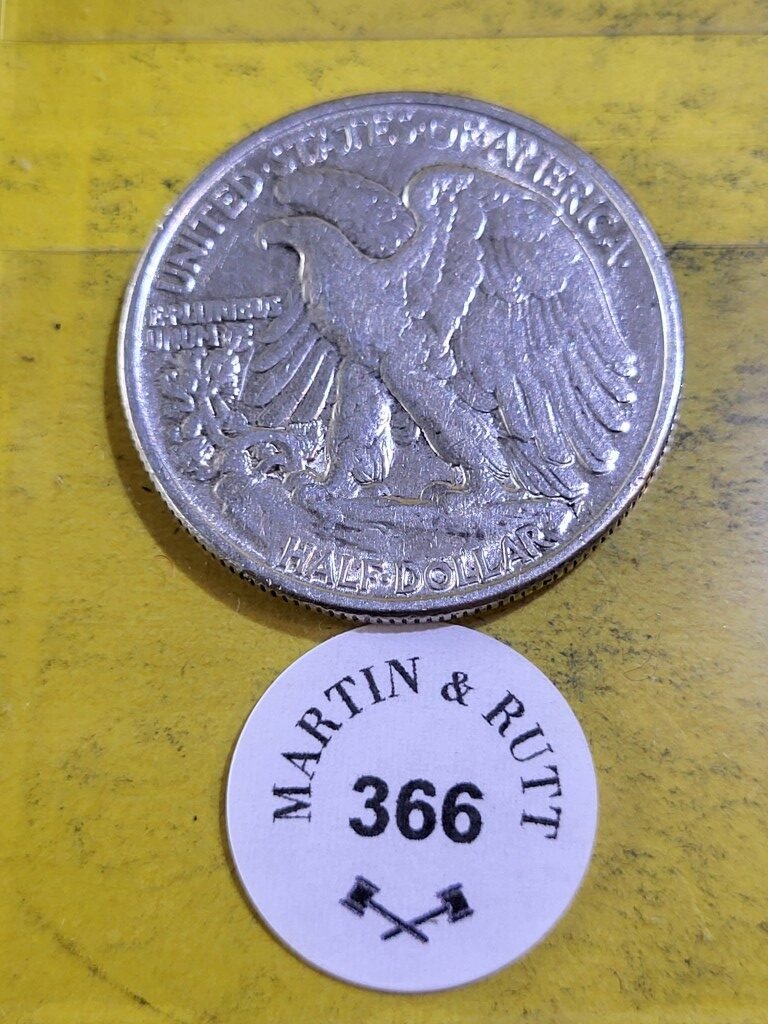 UNITED·STATES·OF·AMERICA·
E·PLURIBUS
UNUM
HALF·DOLLAR
MARTIN & RUTT
366